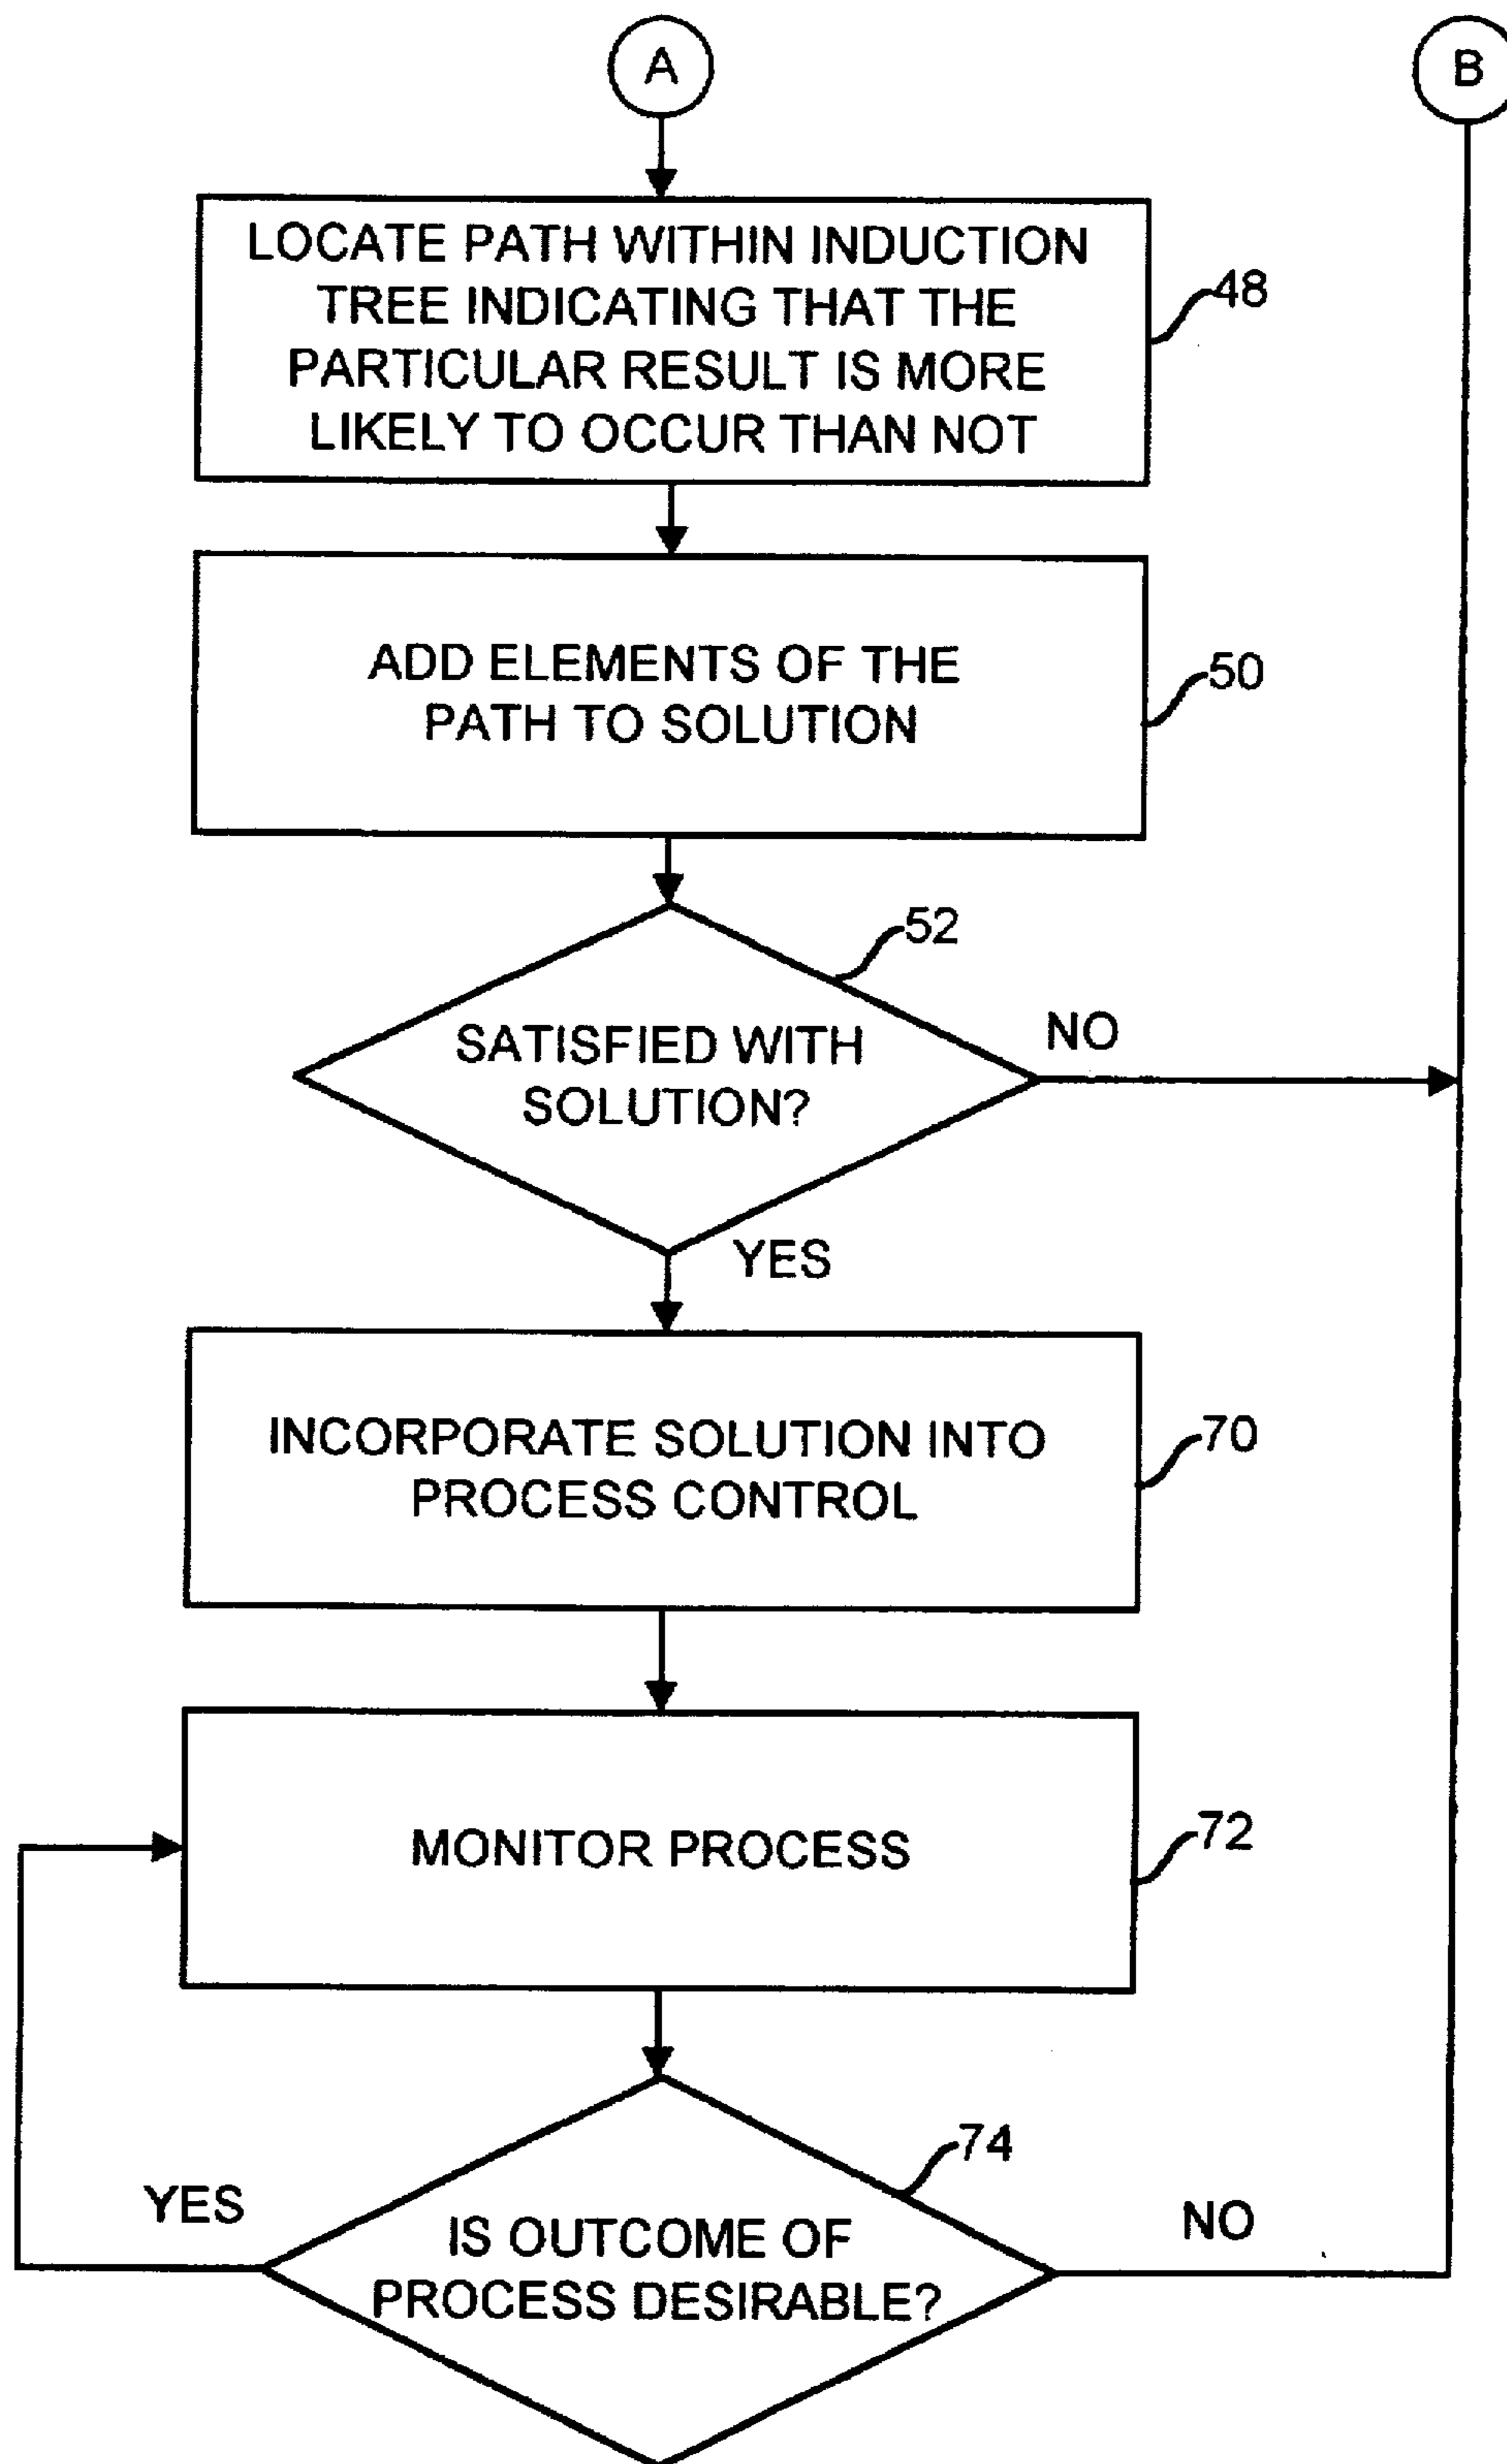 A
B
LOCATE PATH WITHIN INDUCTION
TREE INDICATING THAT THE
PARTICULAR RESULT IS MORE
LIKELY TO OCCUR THAN NOT
48
ADD ELEMENTS OF THE
PATH TO SOLUTION
50
52
SATISFIED WITH
SOLUTION?
NO
YES
INCORPORATE SOLUTION INTO
PROCESS CONTROL
70
MONITOR PROCESS
72
74
YES
IS OUTCOME OF
PROCESS DESIRABLE?
NO